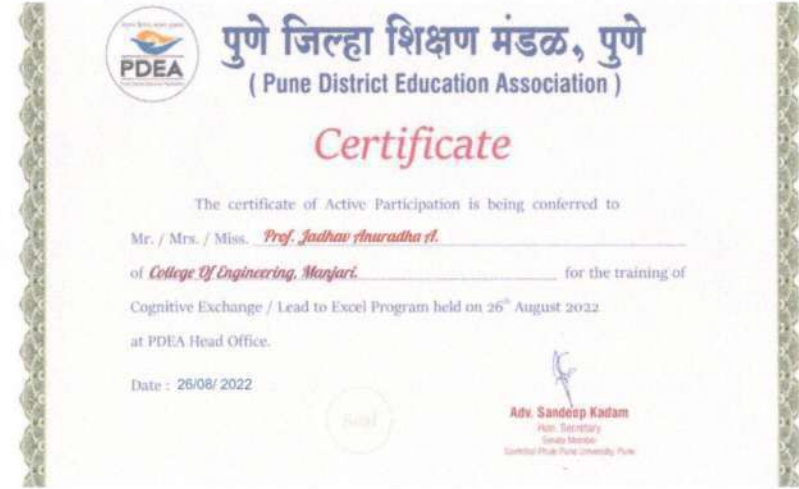 पुणे जिल्हा शिक्षण मंडळ, पुणे
PDEA
( Pune District Education Association )
Certificate
The certificate of Active Participation is being conferred to
Mr. / Mrs. / Miss. Prof. Jadhav Anuradha A.
of College Of Engineering, Manjari. for the training of
Cognitive Exchange / Lead to Excel Program held on 26th August 2022
at PDEA Head Office.
Date : 26/08/ 2022
Seal
Adv. Sandeep Kadam
Hon. Secretary
Senate Member
Savitribai Phule Pune University, Pune